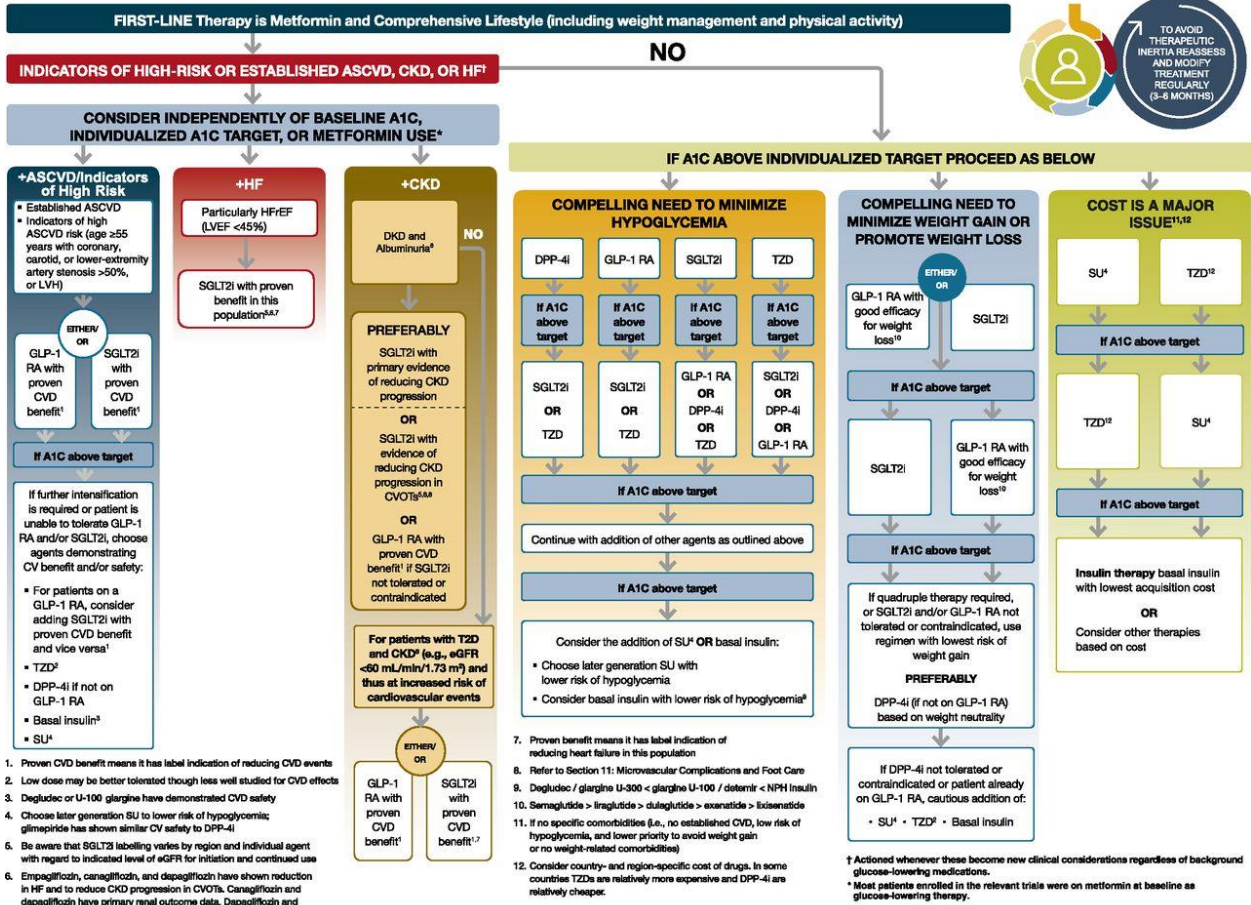 FIRST-LINE Therapy is Metformin and Comprehensive Lifestyle (including weight management and physical activity)
TO AVOID
THERAPEUTIC
INERTIA REASSESS
AND MODIFY
TREATMENT
REGULARLY
(3–6 MONTHS)
INDICATORS OF HIGH-RISK OR ESTABLISHED ASCVD, CKD, OR HF†
NO
CONSIDER INDEPENDENTLY OF BASELINE A1C,
INDIVIDUALIZED A1C TARGET, OR METFORMIN USE*
+ASCVD/Indicators
of High Risk
▪ Established ASCVD
▪ Indicators of high
ASCVD risk (age ≥55
years with coronary,
carotid, or lower-extremity
artery stenosis >50%,
or LVH)
EITHER/
OR
GLP-1
RA with
proven
CVD
benefit¹
SGLT2i
with
proven
CVD
benefit¹
If A1C above target
If further intensification
is required or patient is
unable to tolerate GLP-1
RA and/or SGLT2i, choose
agents demonstrating
CV benefit and/or safety:
▪ For patients on a
GLP-1 RA, consider
adding SGLT2i with
proven CVD benefit
and vice versa¹
▪ TZD²
▪ DPP-4i if not on
GLP-1 RA
▪ Basal insulin³
▪ SU⁴
+HF
Particularly HFrEF
(LVEF <45%)
SGLT2i with proven
benefit in this
population⁵,⁶,⁷
+CKD
DKD and
Albuminuria⁸
NO
PREFERABLY
SGLT2i with
primary evidence
of reducing CKD
progression
OR
SGLT2i with
evidence of
reducing CKD
progression in
CVOTs⁵,⁶,⁸
OR
GLP-1 RA with
proven CVD
benefit¹ if SGLT2i
not tolerated or
contraindicated
For patients with T2D
and CKD⁸ (e.g., eGFR
<60 mL/min/1.73 m²) and
thus at increased risk of
cardiovascular events
EITHER/
OR
GLP-1
RA with
proven
CVD
benefit¹
SGLT2i
with
proven
CVD
benefit¹,⁷
IF A1C ABOVE INDIVIDUALIZED TARGET PROCEED AS BELOW
COMPELLING NEED TO MINIMIZE
HYPOGLYCEMIA
DPP-4i
GLP-1 RA
SGLT2i
TZD
If A1C
above
target
If A1C
above
target
If A1C
above
target
If A1C
above
target
SGLT2i
OR
TZD
SGLT2i
OR
TZD
GLP-1 RA
OR
DPP-4i
OR
TZD
SGLT2i
OR
DPP-4i
OR
GLP-1 RA
If A1C above target
Continue with addition of other agents as outlined above
If A1C above target
Consider the addition of SU⁴ OR basal insulin:
▪ Choose later generation SU with
lower risk of hypoglycemia
▪ Consider basal insulin with lower risk of hypoglycemia⁹
COMPELLING NEED TO
MINIMIZE WEIGHT GAIN OR
PROMOTE WEIGHT LOSS
EITHER/
OR
GLP-1 RA with
good efficacy
for weight
loss¹⁰
SGLT2i
If A1C above target
SGLT2i
GLP-1 RA with
good efficacy
for weight
loss¹⁰
If A1C above target
If quadruple therapy required,
or SGLT2i and/or GLP-1 RA not
tolerated or contraindicated, use
regimen with lowest risk of
weight gain
PREFERABLY
DPP-4i (if not on GLP-1 RA)
based on weight neutrality
If DPP-4i not tolerated or
contraindicated or patient already
on GLP-1 RA, cautious addition of:
· SU⁴ · TZD² · Basal insulin
COST IS A MAJOR
ISSUE¹¹,¹²
SU⁴
TZD¹²
If A1C above target
TZD¹²
SU⁴
If A1C above target
Insulin therapy basal insulin
with lowest acquisition cost
OR
Consider other therapies
based on cost
1. Proven CVD benefit means it has label indication of reducing CVD events
2. Low dose may be better tolerated though less well studied for CVD effects
3. Degludec or U-100 glargine have demonstrated CVD safety
4. Choose later generation SU to lower risk of hypoglycemia;
glimepiride has shown similar CV safety to DPP-4i
5. Be aware that SGLT2i labelling varies by region and individual agent
with regard to indicated level of eGFR for initiation and continued use
6. Empagliflozin, canagliflozin, and dapagliflozin have shown reduction
in HF and to reduce CKD progression in CVOTs. Canagliflozin and
dapagliflozin have primary renal outcome data. Dapagliflozin and
7. Proven benefit means it has label indication of
reducing heart failure in this population
8. Refer to Section 11: Microvascular Complications and Foot Care
9. Degludec / glargine U-300 < glargine U-100 / detemir < NPH insulin
10. Semaglutide > liraglutide > dulaglutide > exenatide > lixisenatide
11. If no specific comorbidities (i.e., no established CVD, low risk of
hypoglycemia, and lower priority to avoid weight gain
or no weight-related comorbidities)
12. Consider country- and region-specific cost of drugs. In some
countries TZDs are relatively more expensive and DPP-4i are
relatively cheaper.
† Actioned whenever these become new clinical considerations regardless of background
glucose-lowering medications.
* Most patients enrolled in the relevant trials were on metformin at baseline as
glucose-lowering therapy.